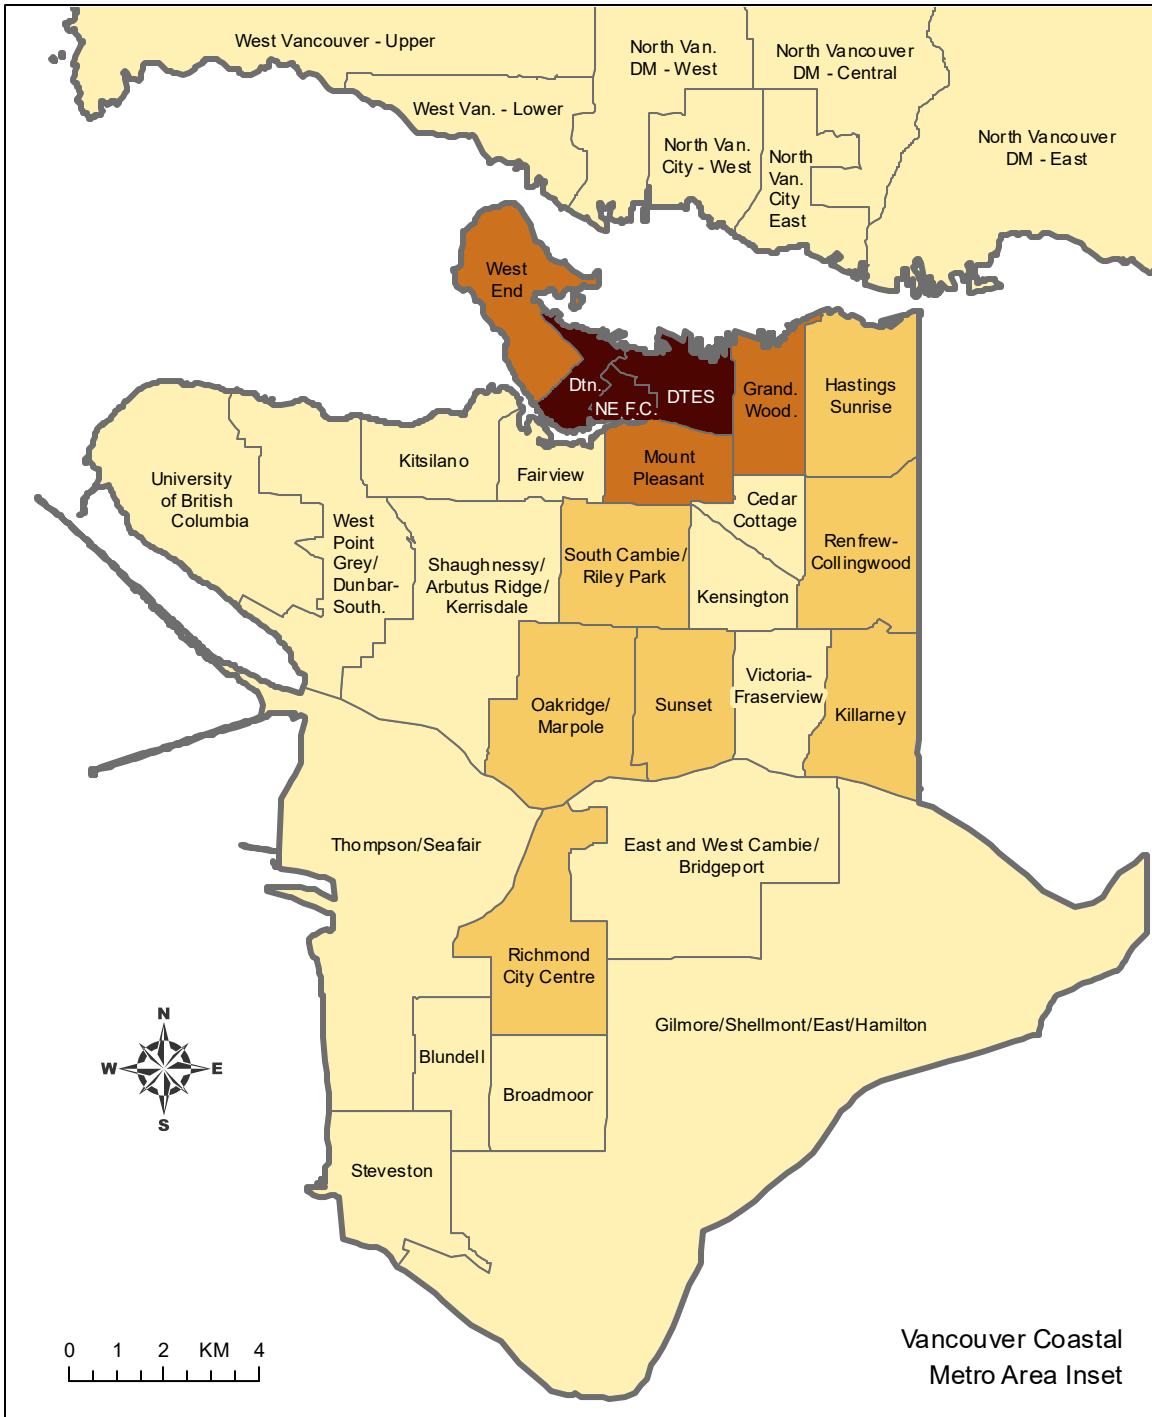 West Vancouver - Upper
North Van.
DM - West
North Vancouver
DM - Central
West Van. - Lower
North Van.
City - West
North
Van.
City
East
North Vancouver
DM - East
West
End
Dtn.
NE F.C.
DTES
Grand.
Wood.
Hastings
Sunrise
Mount
Pleasant
Kitsilano
Fairview
University
of British
Columbia
Cedar
Cottage
West
Point
Grey/
Dunbar-
South.
Shaughnessy/
Arbutus Ridge/
Kerrisdale
South Cambie/
Riley Park
Renfrew-
Collingwood
Kensington
Oakridge/
Marpole
Sunset
Victoria-
Fraserview
Killarney
Thompson/Seafair
East and West Cambie/
Bridgeport
Richmond
City Centre
Gilmore/Shellmont/East/Hamilton
N
W
E
S
Blundell
Broadmoor
Steveston
0 1 2 KM 4
Vancouver Coastal
Metro Area Inset